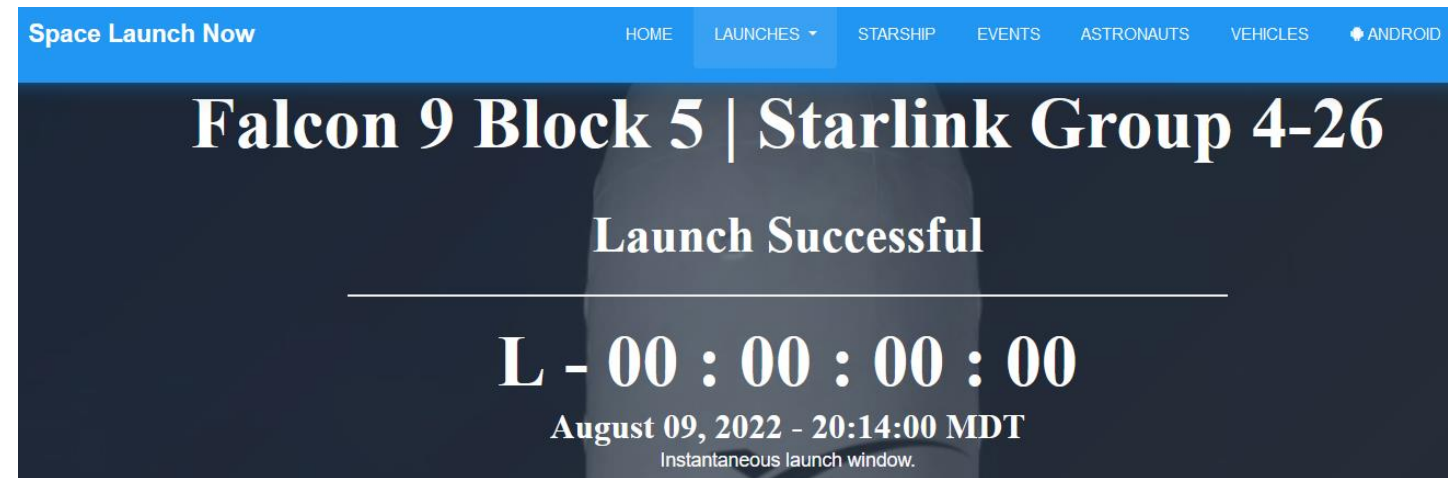 Space Launch Now HOME LAUNCHES STARSHIP EVENTS ASTRONAUTS VEHICLES ANDROID
Falcon 9 Block 5 | Starlink Group 4-26
Launch Successful
L - 00 : 00 : 00 : 00
August 09, 2022 - 20:14:00 MDT
Instantaneous launch window.